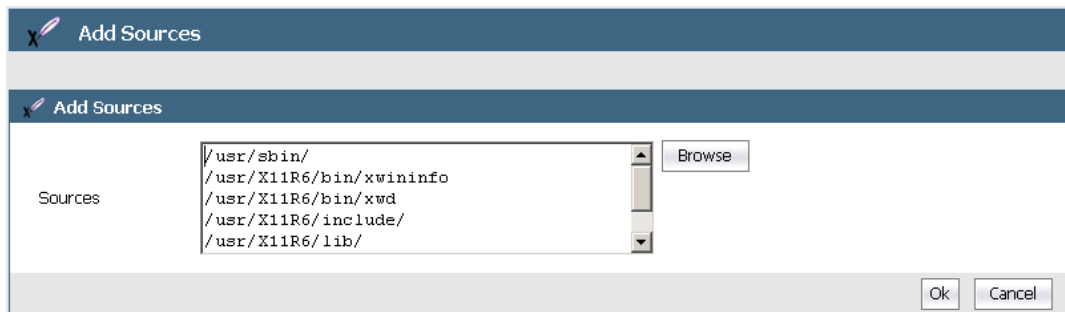 Add Sources
Add Sources
Sources
/usr/sbin/
/usr/X11R6/bin/xwininfo
/usr/X11R6/bin/xwd
/usr/X11R6/include/
/usr/X11R6/lib/
Browse
Ok Cancel